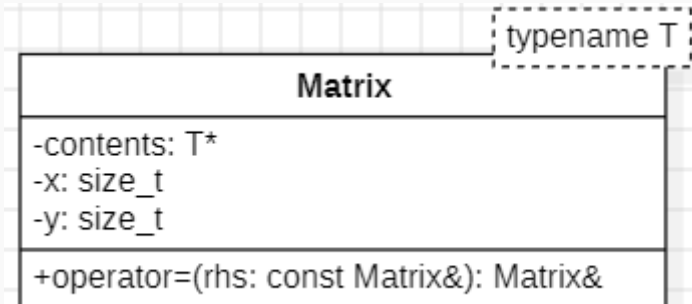 typename T
Matrix
-contents: T*
-x: size_t
-y: size_t
+operator=(rhs: const Matrix&): Matrix&